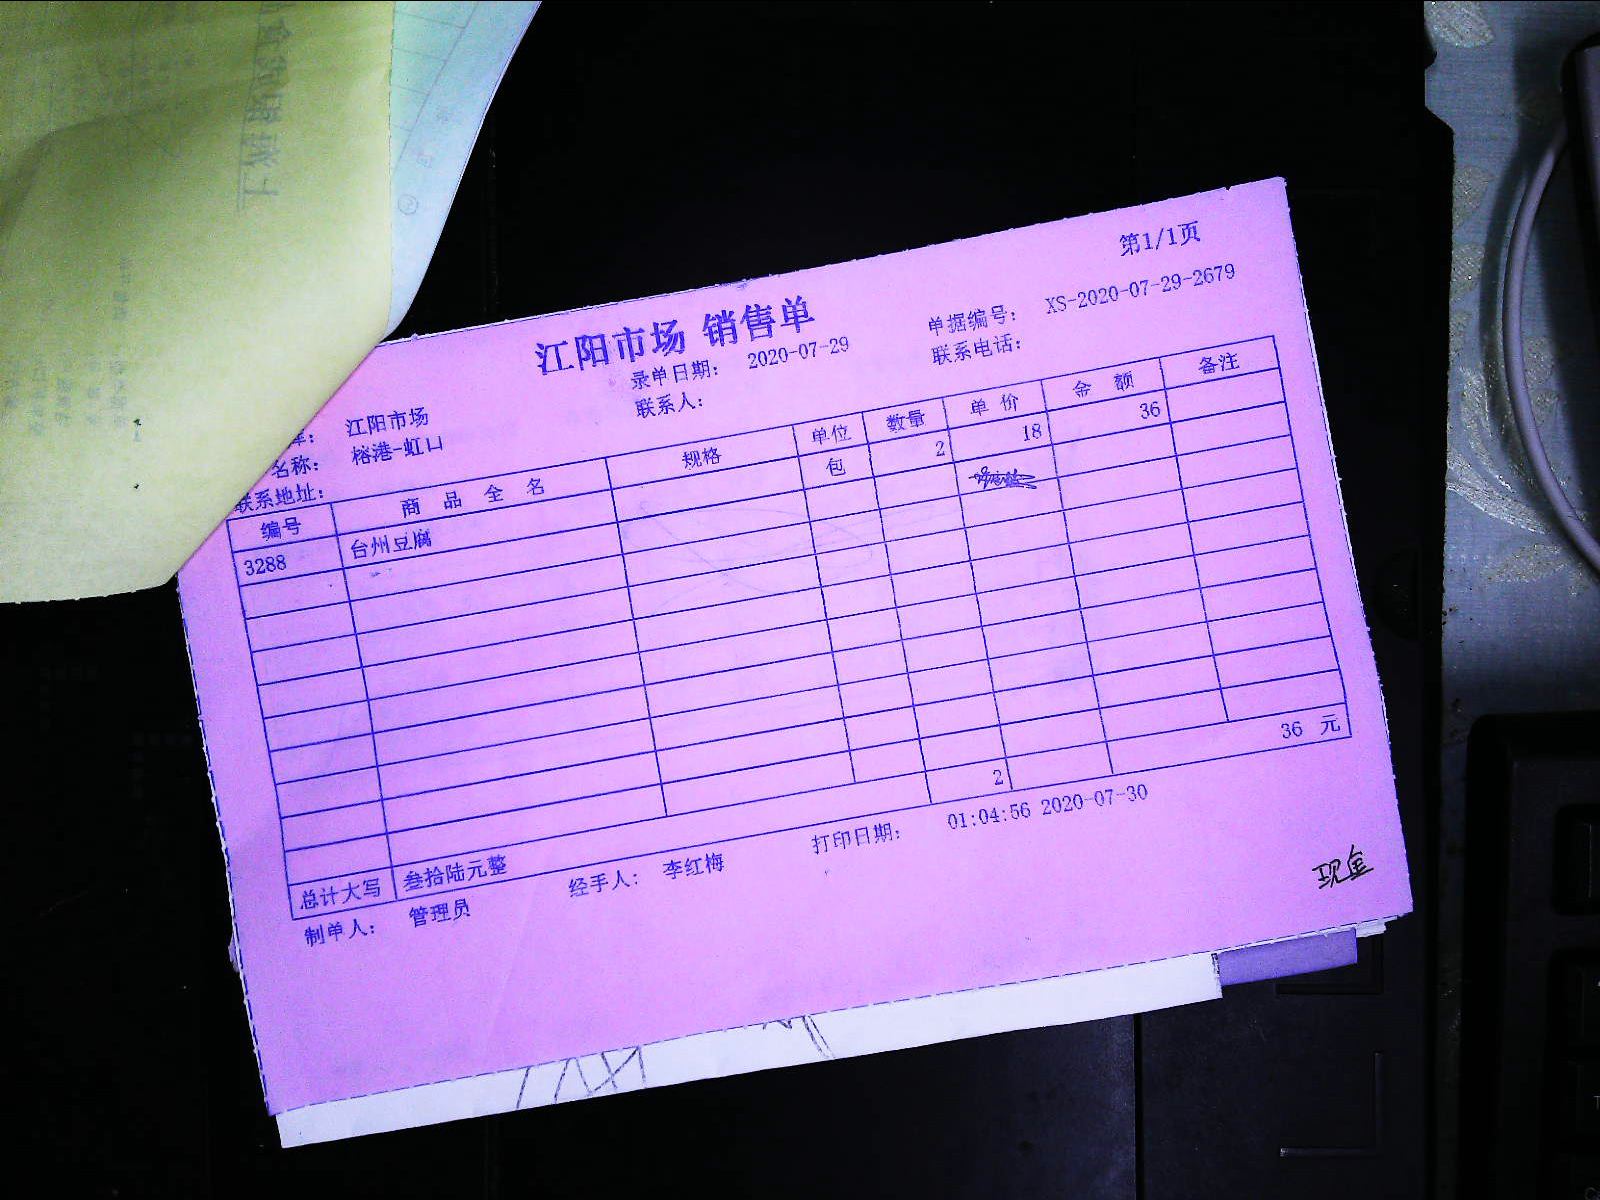 第1/1页
江阳市场 销售单
录单日期: 2020-07-29
单据编号: XS-2020-07-29-2679
联系人:
联系电话:
库: 江阳市场
名称: 榕港-虹口
联系地址:
编号 商品全名 规格 单位 数量 单价 金额 备注
3288 台州豆腐 包 2 18 36
总计大写 叁拾陆元整 2 36 元
制单人: 管理员 经手人: 李红梅 打印日期: 01:04:56 2020-07-30
现金